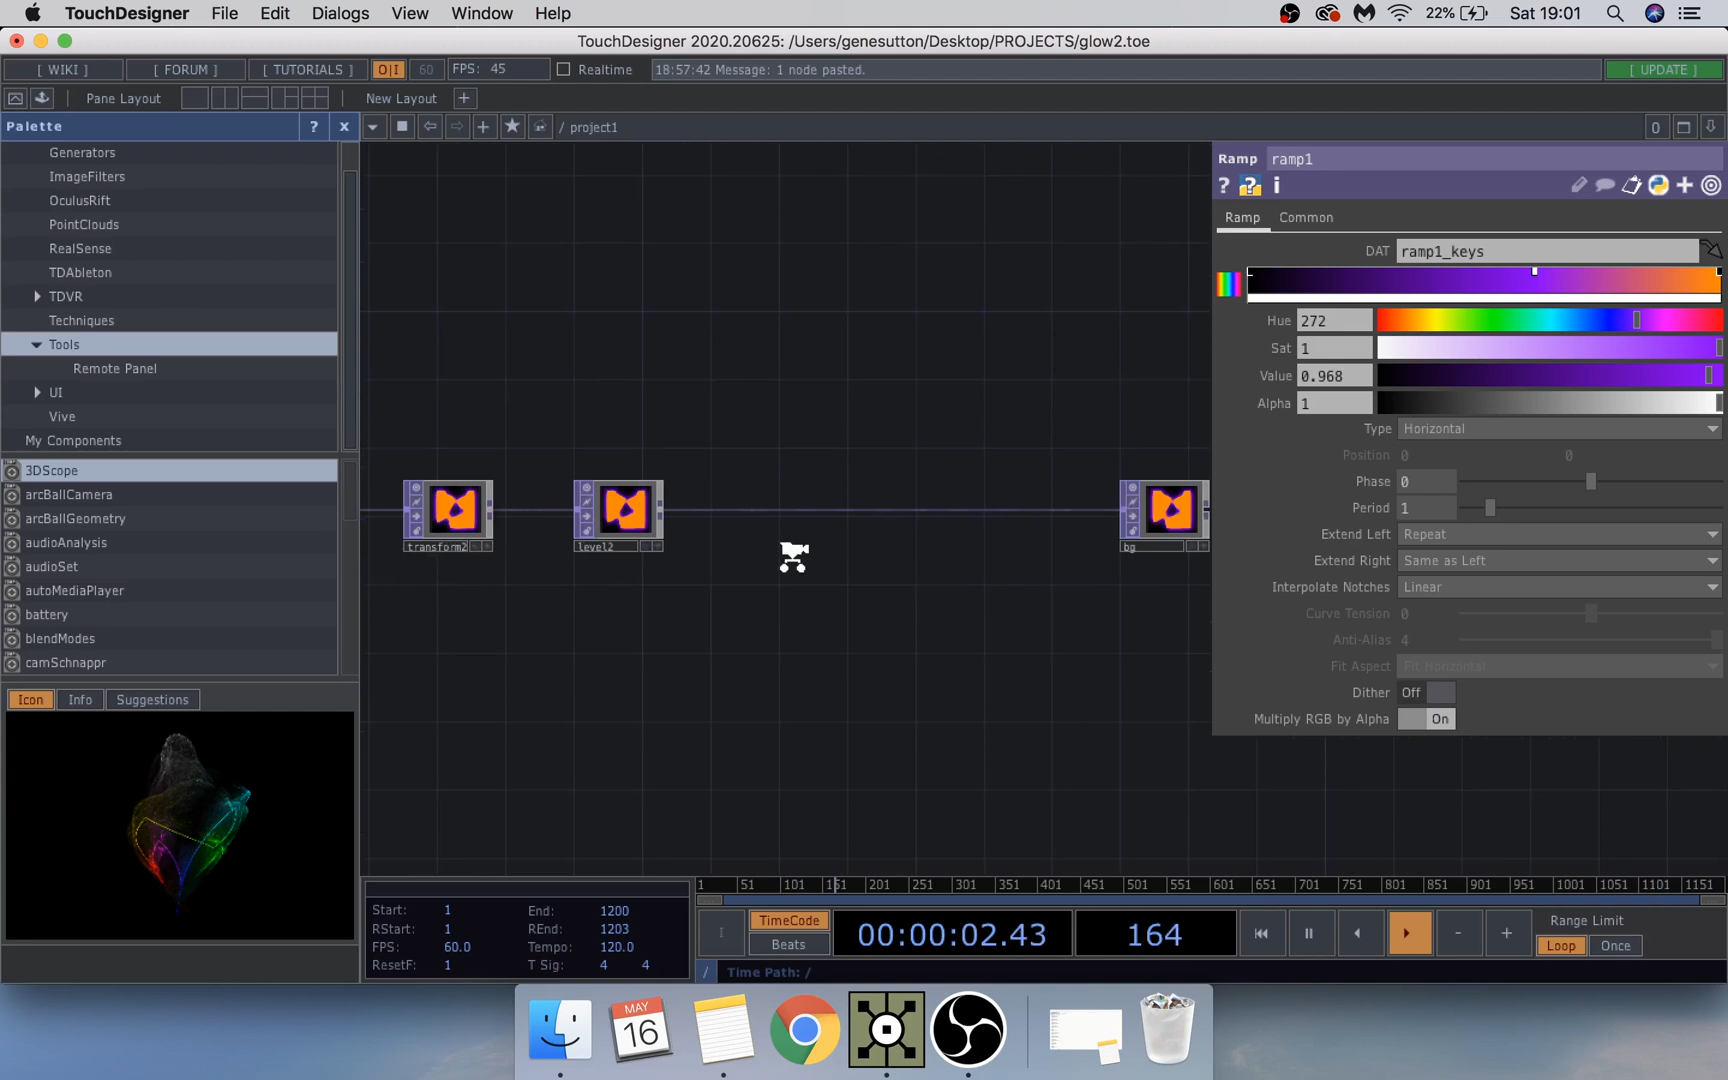 TouchDesigner File Edit Dialogs View Window Help 22% Sat 19:01
TouchDesigner 2020.20625: /Users/genesutton/Desktop/PROJECTS/glow2.toe
[ WIKI ] [ FORUM ] [ TUTORIALS ] O|I 60 FPS: 45 Realtime 18:57:42 Message: 1 node pasted. [ UPDATE ]
Pane Layout New Layout +
Palette ? x / project1 0
Generators
ImageFilters
OculusRift
PointClouds
RealSense
TDAbleton
TDVR
Techniques
Tools
Remote Panel
UI
Vive
My Components
3DScope
arcBallCamera
arcBallGeometry
audioAnalysis
audioSet
autoMediaPlayer
battery
blendModes
camSchnappr
Icon Info Suggestions
transform2 level2 bg
Ramp ramp1
? ? i
Ramp Common
DAT ramp1_keys
Hue 272
Sat 1
Value 0.968
Alpha 1
Type Horizontal
Position 0 0
Phase 0
Period 1
Extend Left Repeat
Extend Right Same as Left
Interpolate Notches Linear
Curve Tension 0
Anti-Alias 4
Fit Aspect Fit Horizontal
Dither Off
Multiply RGB by Alpha On
1 51 101 151 201 251 301 351 401 451 501 551 601 651 701 751 801 851 901 951 1001 1051 1101 1151
Start: 1 End: 1200
RStart: 1 REnd: 1203
FPS: 60.0 Tempo: 120.0
ResetF: 1 T Sig: 4 4
I TimeCode Beats 00:00:02.43 164 - + Range Limit
Loop Once
/ Time Path: /
MAY
16